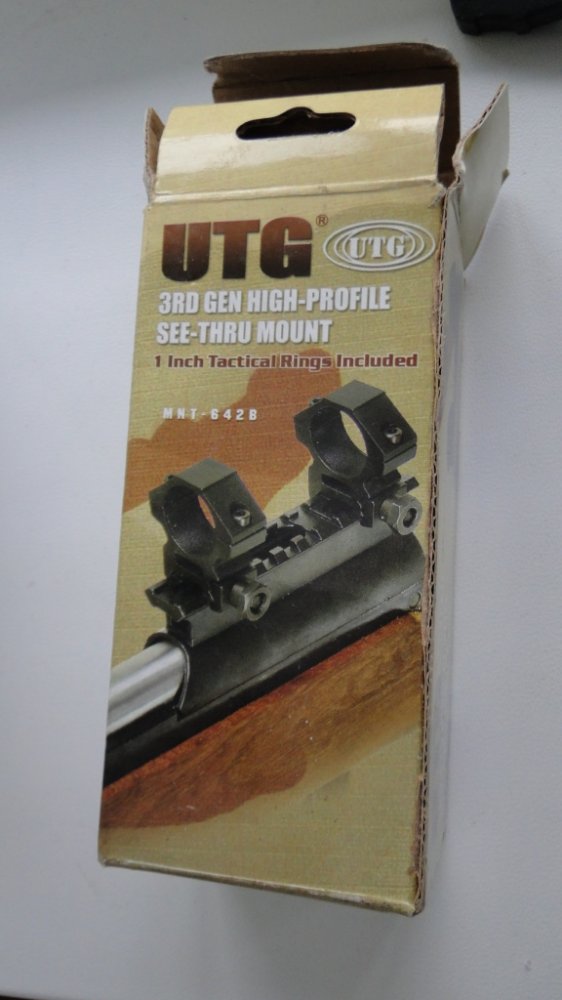 UTG®
UTG
3RD GEN HIGH-PROFILE
SEE-THRU MOUNT
1 Inch Tactical Rings Included
MNT-642B